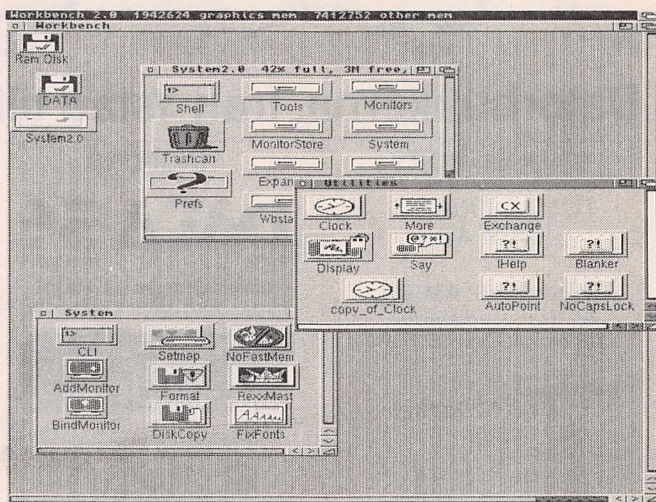 Workbench 2.0 1942624 graphics mem 7412752 other mem
Workbench
Ram Disk
DATA
System2.0
System2.0 42% full, 3M free,
Shell
Tools
Monitors
Trashcan
MonitorStore
System
Prefs
Expan
Wbsta
Utilities
Clock
More
CX
Exchange
Display
@?*!
Say
?!
IHelp
?!
Blanker
copy_of_Clock
?!
AutoPoint
?!
NoCapsLock
System
1>
CLI
Setmap
NoFastMem
AddMonitor
Format
RexxMast
BindMonitor
DiskCopy
FixFonts